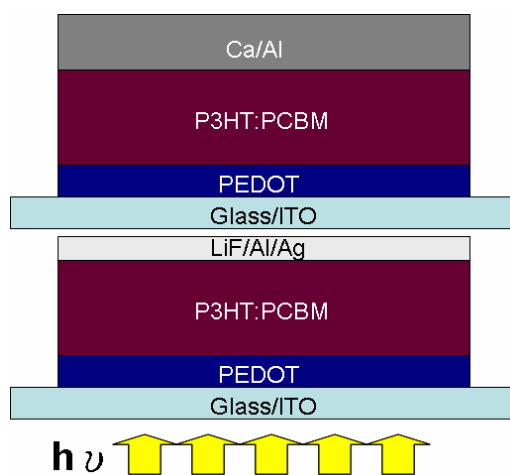 Ca/Al
P3HT:PCBM
PEDOT
Glass/ITO
LiF/Al/Ag
P3HT:PCBM
PEDOT
Glass/ITO
h υ